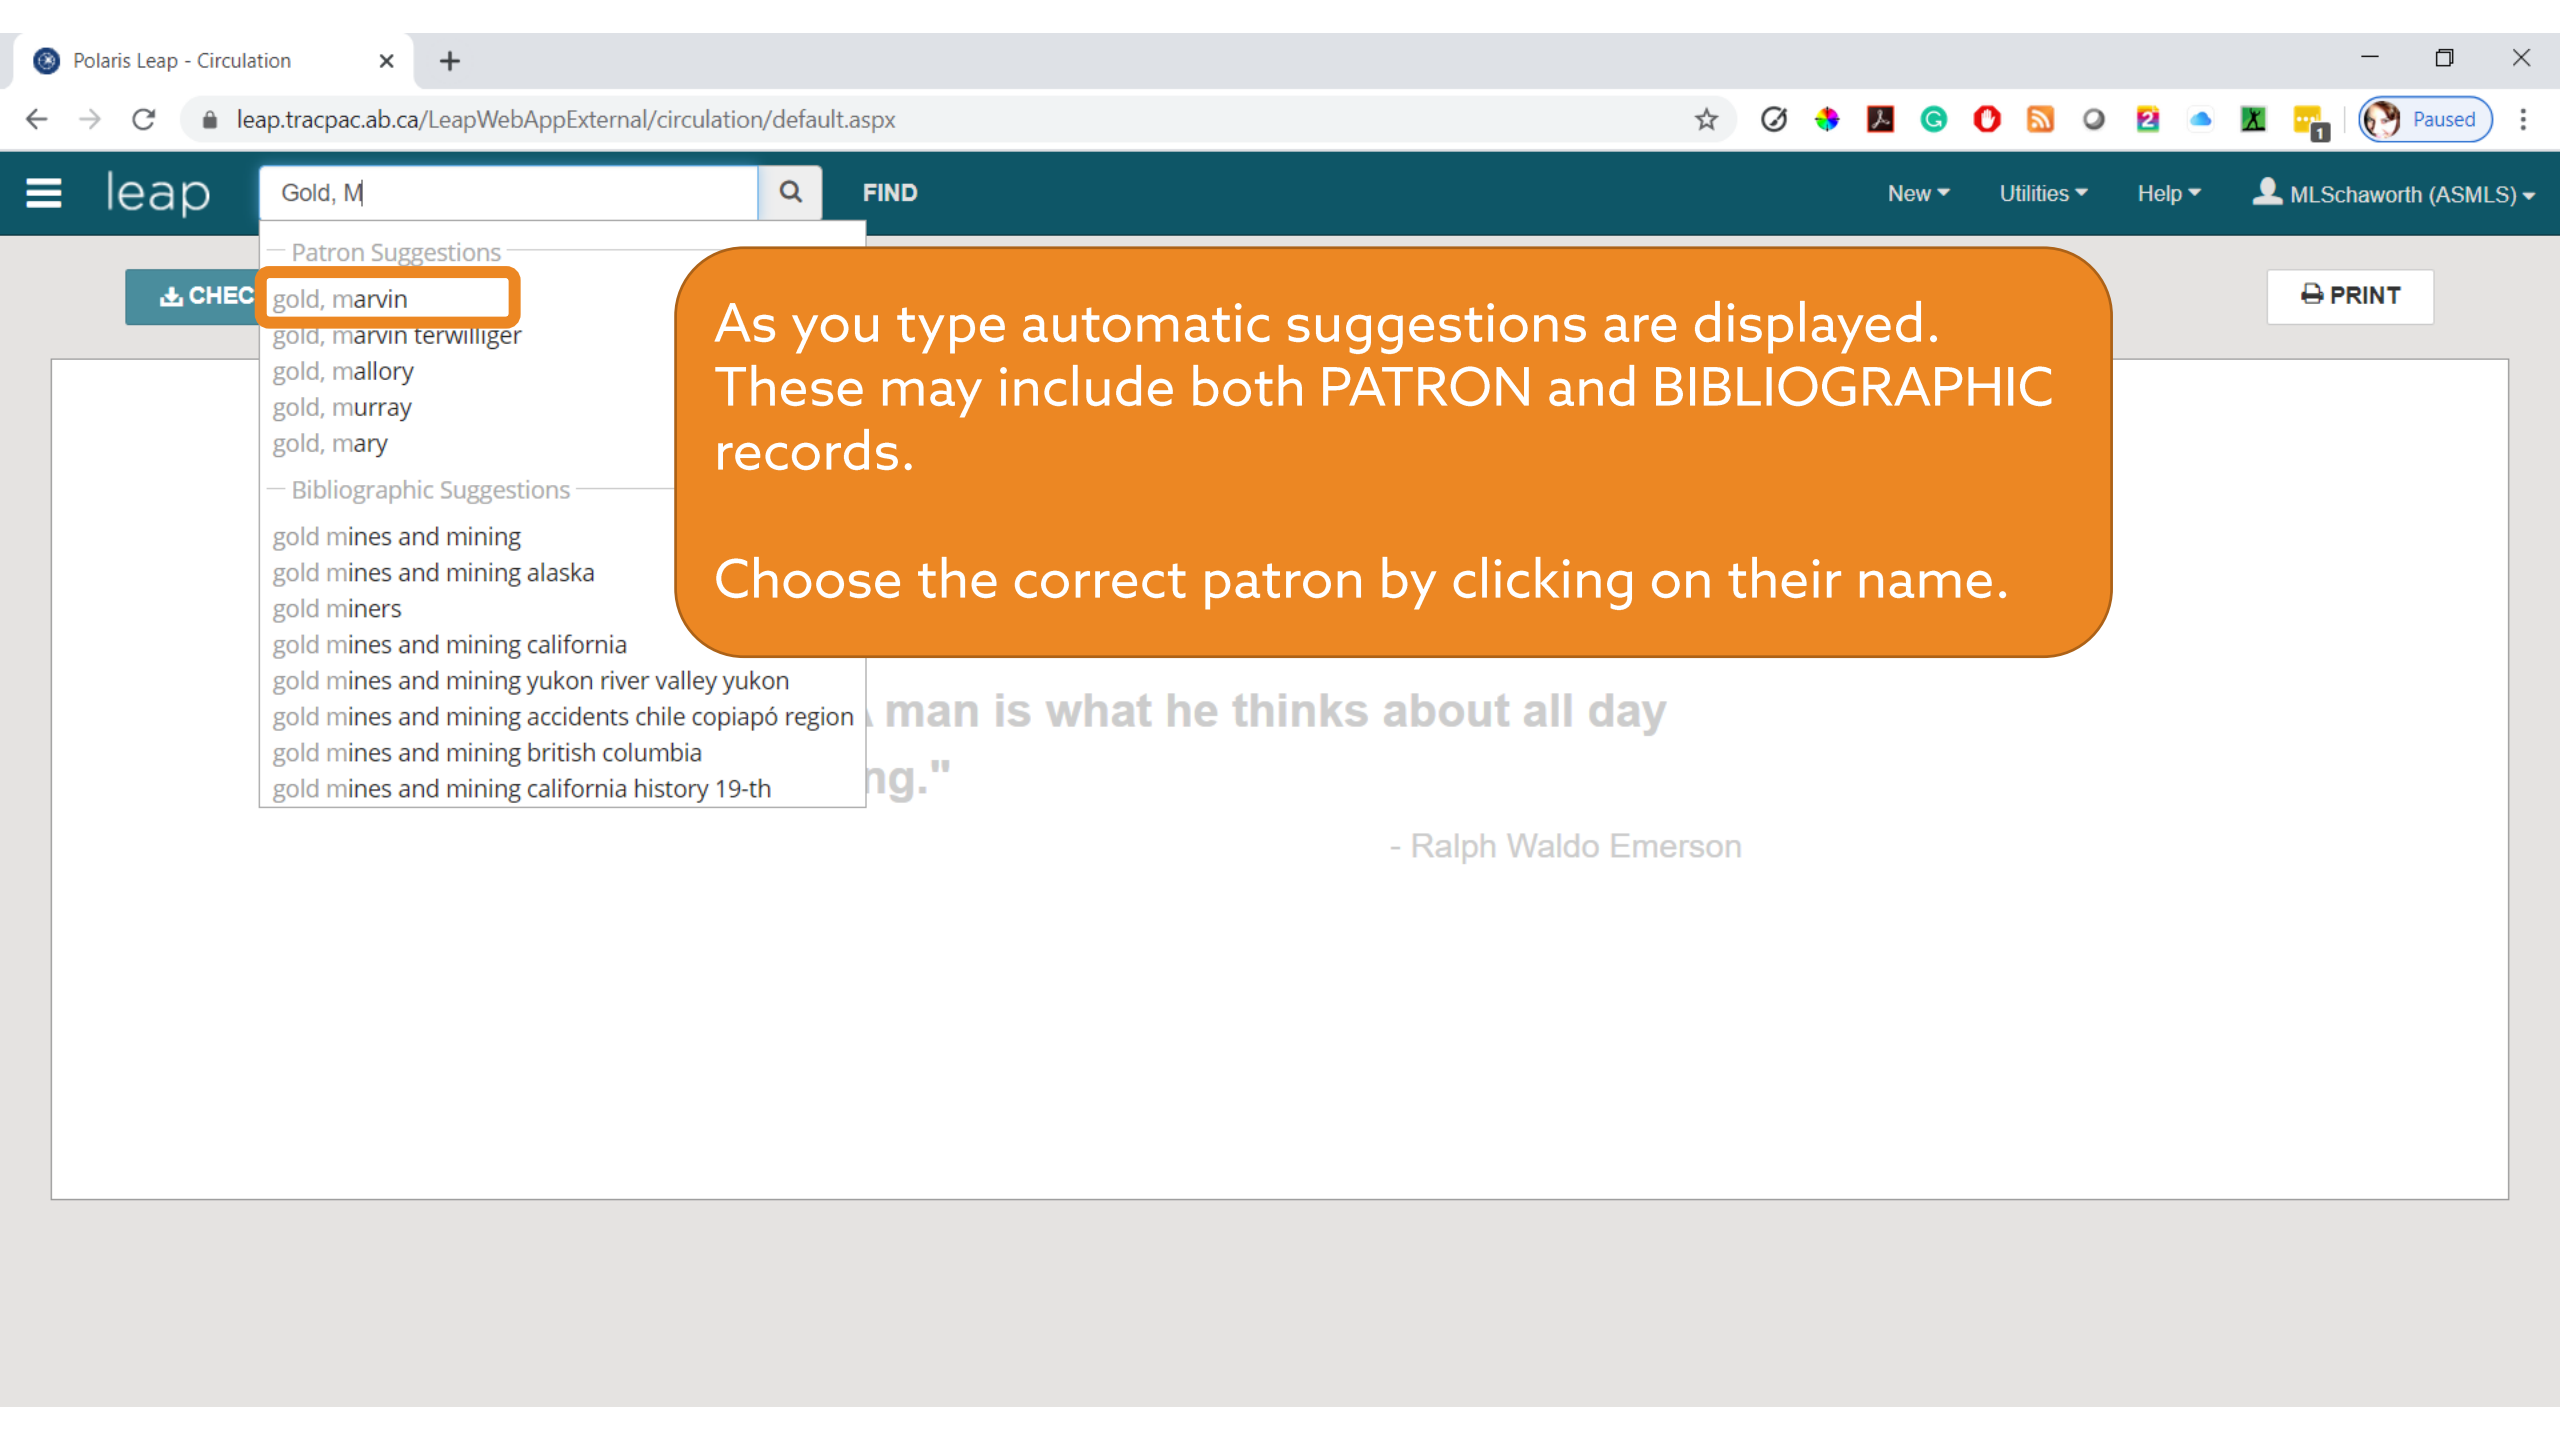 Polaris Leap - Circulation
leap.tracpac.ab.ca/LeapWebAppExternal/circulation/default.aspx
1
Paused
leap
Gold, M
FIND
New
Utilities
Help
MLSchaworth (ASMLS)
Patron Suggestions
CHEC
gold, marvin
PRINT
gold, marvin terwilliger
gold, mallory
gold, murray
gold, mary
Bibliographic Suggestions
gold mines and mining
gold mines and mining alaska
gold miners
gold mines and mining california
gold mines and mining yukon river valley yukon
gold mines and mining accidents chile copiapó region
gold mines and mining british columbia
gold mines and mining california history 19-th
As you type automatic suggestions are displayed.
These may include both PATRON and BIBLIOGRAPHIC
records.
Choose the correct patron by clicking on their name.
man is what he thinks about all day
ng."
- Ralph Waldo Emerson